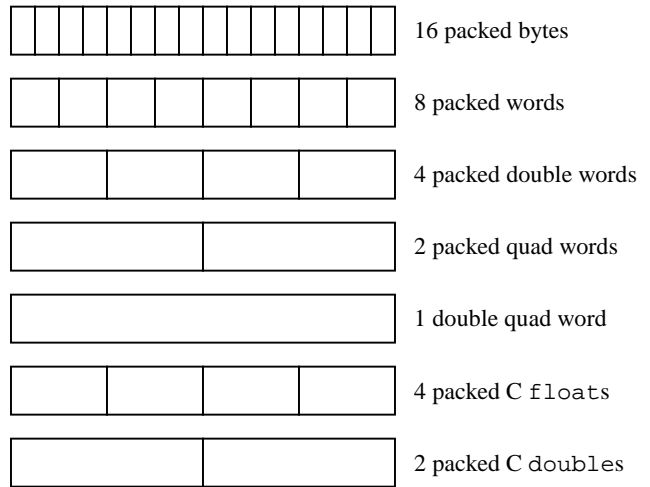 16 packed bytes
8 packed words
4 packed double words
2 packed quad words
1 double quad word
4 packed C floats
2 packed C doubles